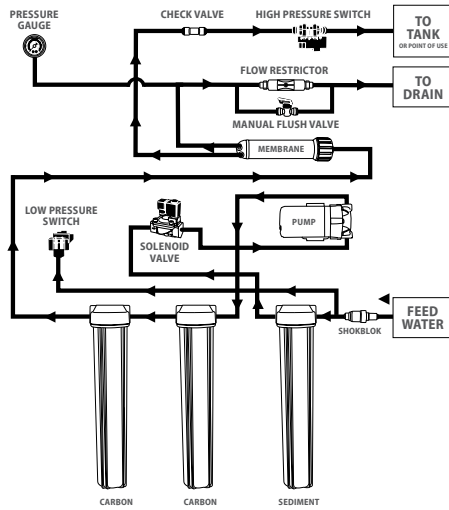 PRESSURE
GAUGE
CHECK VALVE
HIGH PRESSURE SWITCH
TO
TANK
OR POINT OF USE
FLOW RESTRICTOR
TO
DRAIN
MANUAL FLUSH VALVE
MEMBRANE
LOW PRESSURE
SWITCH
SOLENOID
VALVE
PUMP
FEED
WATER
SHOKBLOK
CARBON
CARBON
SEDIMENT